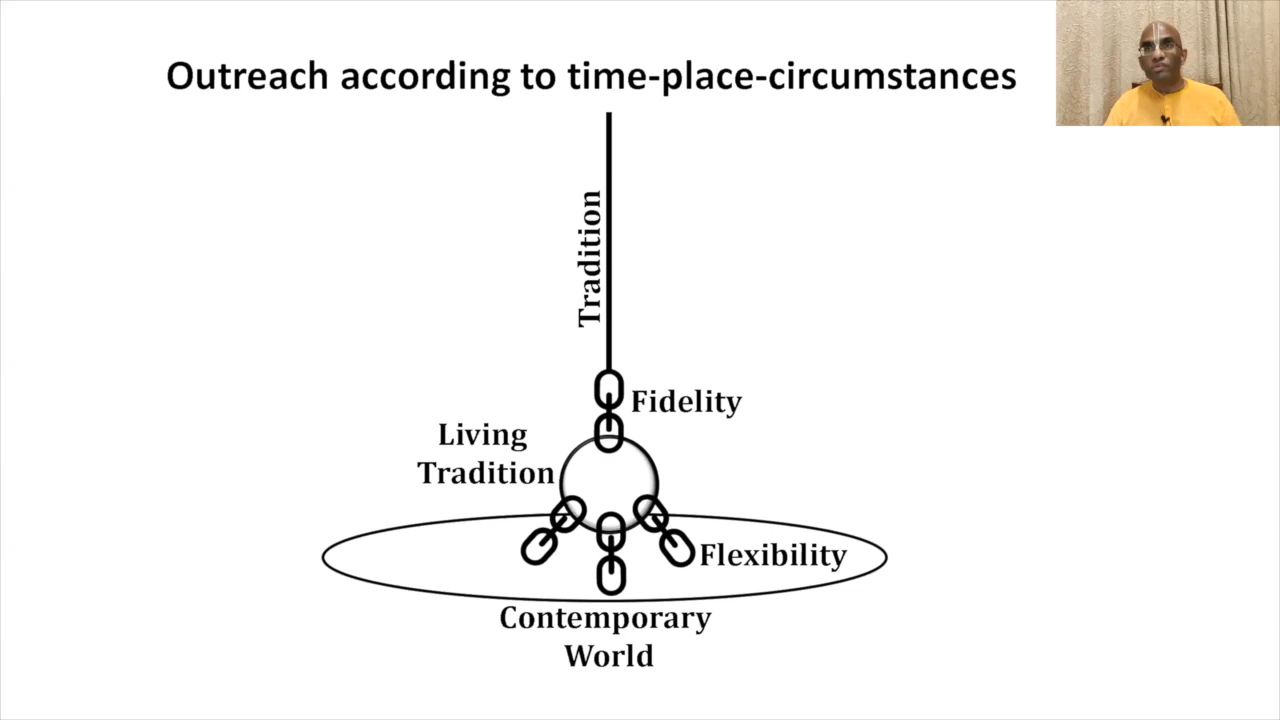 Outreach according to time-place-circumstances
Tradition
Fidelity
Living
Tradition
Flexibility
Contemporary
World